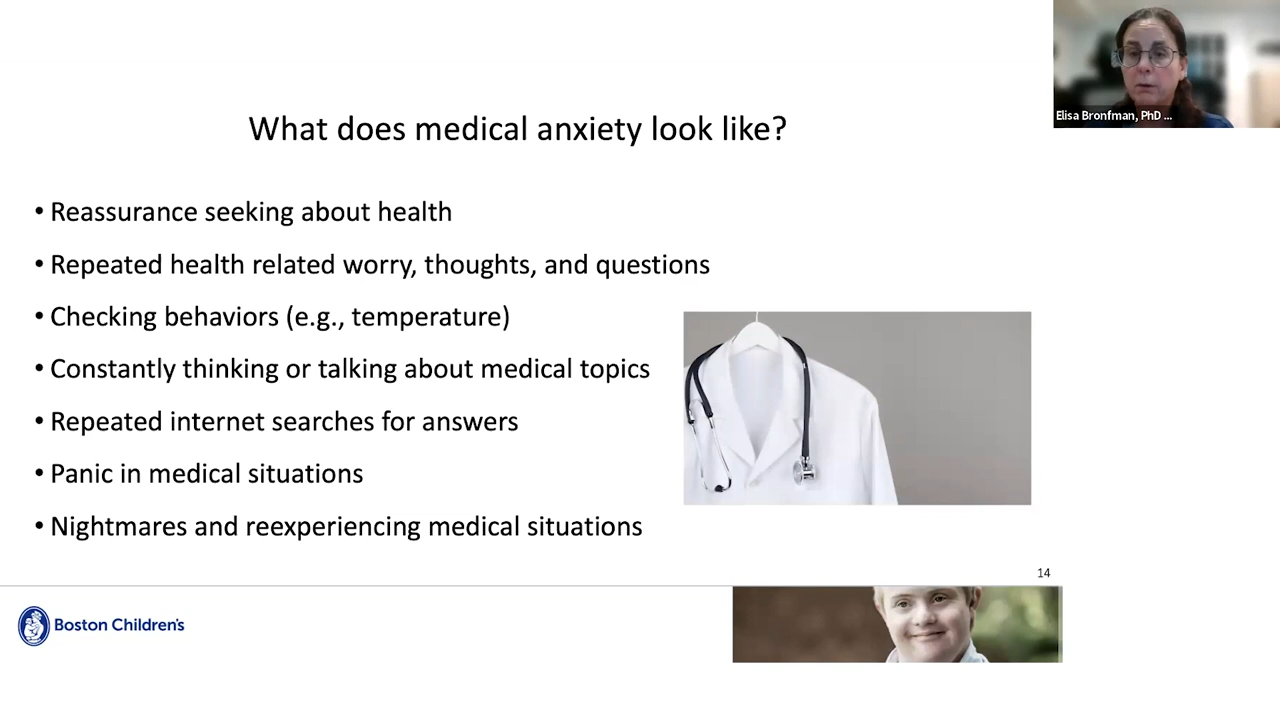 Elisa Bronfman, PhD ...
What does medical anxiety look like?
• Reassurance seeking about health
• Repeated health related worry, thoughts, and questions
• Checking behaviors (e.g., temperature)
• Constantly thinking or talking about medical topics
• Repeated internet searches for answers
• Panic in medical situations
• Nightmares and reexperiencing medical situations
14
Boston Children's